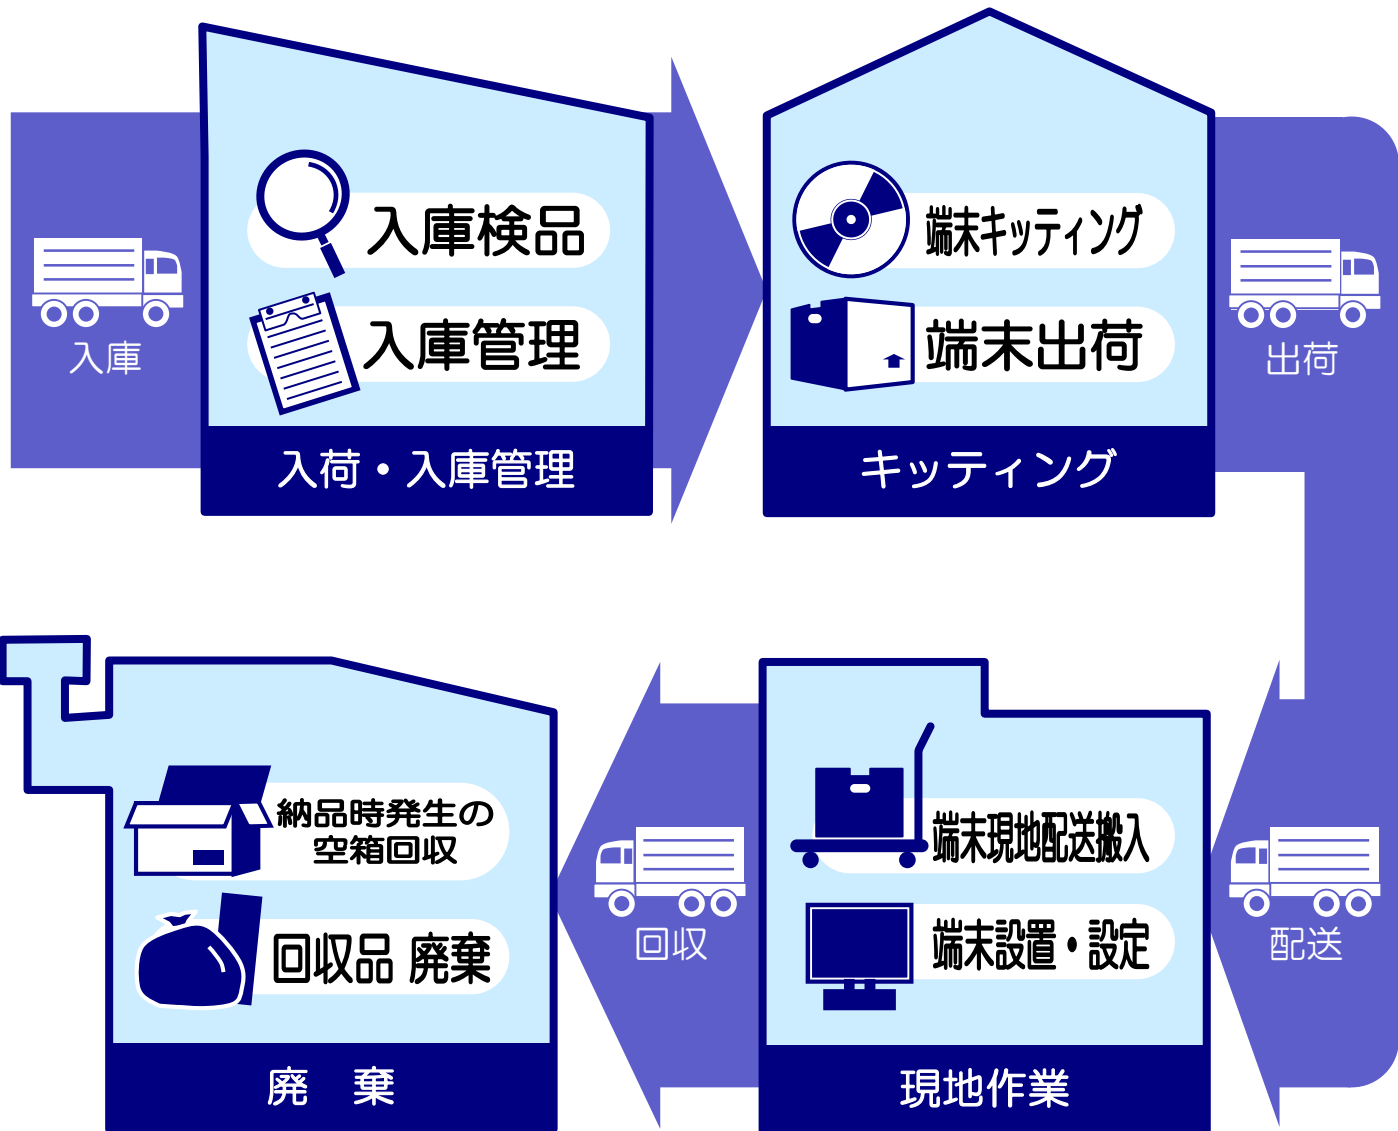 入庫
入庫検品
入庫管理
入荷・入庫管理
端末キッティング
端末出荷
キッティング
出荷
配送
端末現地配送搬入
端末設置・設定
現地作業
回収
納品時発生の
空箱回収
回収品 廃棄
廃　棄